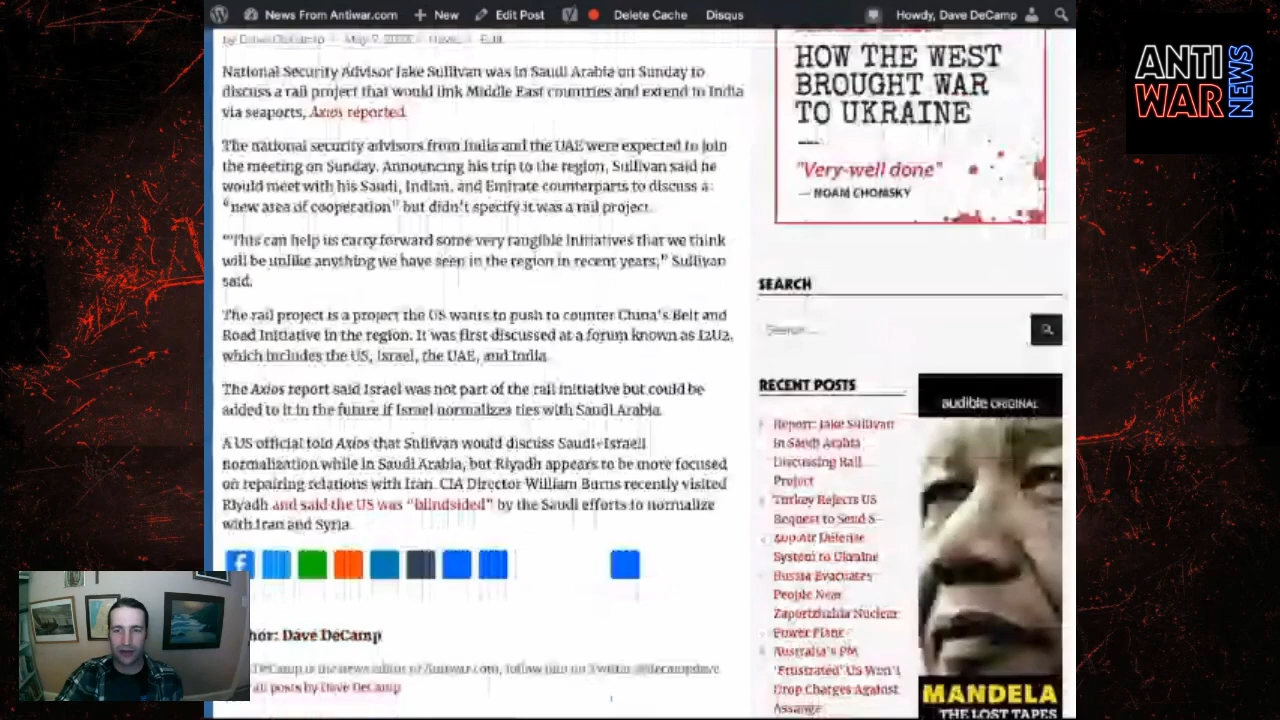 News From Antiwar.com New Edit Post Delete Cache Disqus Howdy, Dave DeCamp
by Dave DeCamp May 7, 2023 News Edit
National Security Advisor Jake Sullivan was in Saudi Arabia on Sunday to
discuss a rail project that would link Middle East countries and extend to India
via seaports, Axios reported.
The national security advisors from India and the UAE were expected to join
the meeting on Sunday. Announcing his trip to the region, Sullivan said he
would meet with his Saudi, Indian, and Emirate counterparts to discuss a
“new area of cooperation” but didn’t specify it was a rail project.
“This can help us carry forward some very tangible initiatives that we think
will be unlike anything we have seen in the region in recent years,” Sullivan
said.
The rail project is a project the US wants to push to counter China’s Belt and
Road Initiative in the region. It was first discussed at a forum known as I2U2,
which includes the US, Israel, the UAE, and India.
The Axios report said Israel was not part of the rail initiative but could be
added to it in the future if Israel normalizes ties with Saudi Arabia.
A US official told Axios that Sullivan would discuss Saudi-Israeli
normalization while in Saudi Arabia, but Riyadh appears to be more focused
on repairing relations with Iran. CIA Director William Burns recently visited
Riyadh and said the US was “blindsided” by the Saudi efforts to normalize
with Iran and Syria.
hor: Dave DeCamp
DeCamp is the news editor of Antiwar.com, follow him on Twitter @decampdave
all posts by Dave DeCamp
HOW THE WEST
BROUGHT WAR
TO UKRAINE
"Very-well done"
— NOAM CHOMSKY
SEARCH
Search ...
RECENT POSTS
Report: Jake Sullivan
in Saudi Arabia
Discussing Rail
Project
Turkey Rejects US
Request to Send S-
Air Defense
System to Ukraine
Russia Evacuates
People Near
Zaporizhzhia Nuclear
Power Plant
Australia’s PM
‘Frustrated’ US Won’t
Drop Charges Against
Assange
audible ORIGINAL
MANDELA
THE LOST TAPES
ANTI
WAR
NEWS